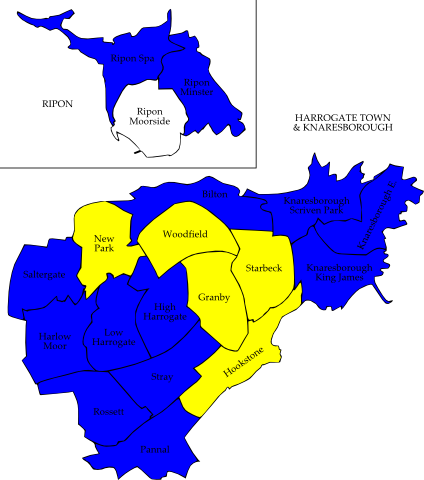 Ripon Spa
Ripon
Minster
RIPON
Ripon
Moorside
HARROGATE TOWN
& KNARESBOROUGH
Bilton
Knaresborough
Scriven Park
Knaresborough E
New
Park
Woodfield
Starbeck
Knaresborough
King James
Saltergate
Granby
High
Harrogate
Harlow
Moor
Low
Harrogate
Hookstone
Stray
Rossett
Pannal